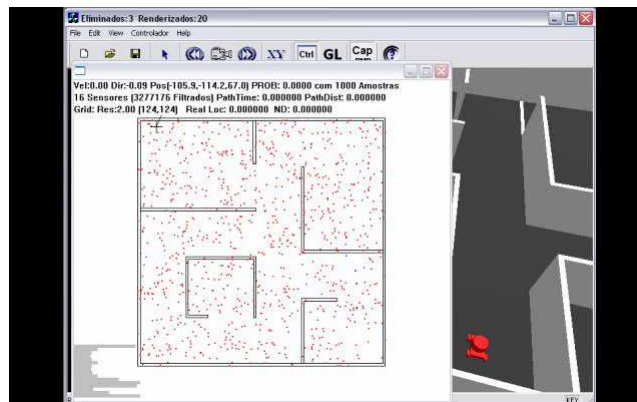 Eliminados:3 Renderizados:20
File Edit View Controlador Help
XY Ctrl GL Cap
Vel:0.00 Dir:-0.09 Pos(-105.9,-114.2,67.0) PROB: 0.0000 com 1000 Amostras
16 Sensores (3277176 Filtrados) PathTime: 0.000000 PathDist: 0.000000
Grid: Res:2.00 (124,124) Real Loc: 0.000000 ND: 0.000000